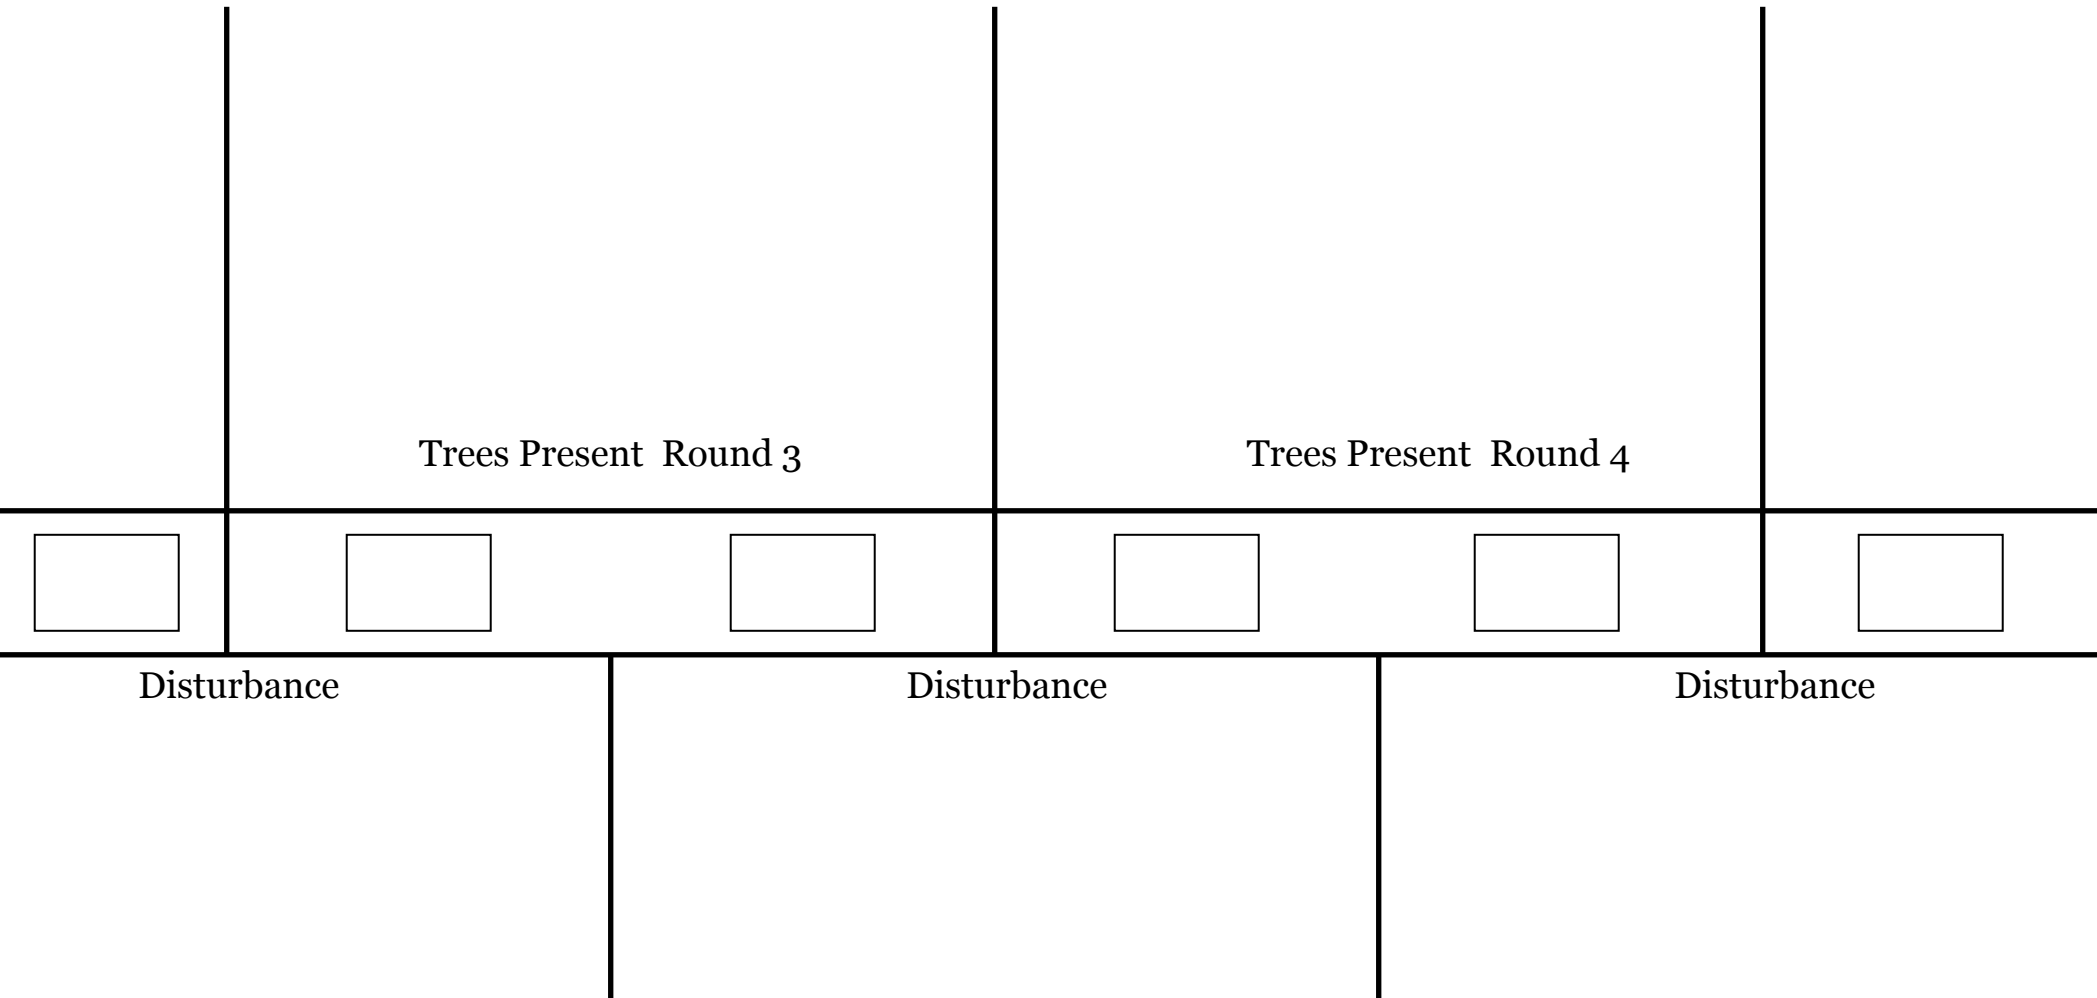 Trees Present  Round 3
Trees Present  Round 4
Disturbance
Disturbance
Disturbance